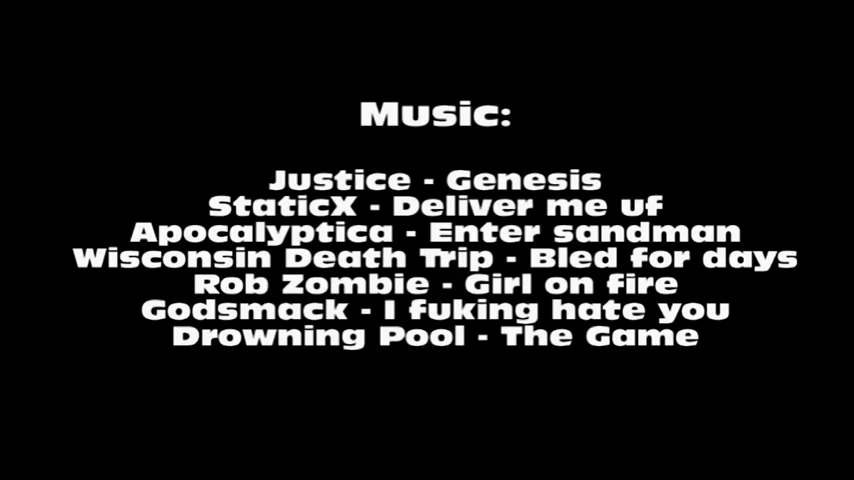 Music:
Justice - Genesis
StaticX - Deliver me uf
Apocalyptica - Enter sandman
Wisconsin Death Trip - Bled for days
Rob Zombie - Girl on fire
Godsmack - I fuking hate you
Drowning Pool - The Game